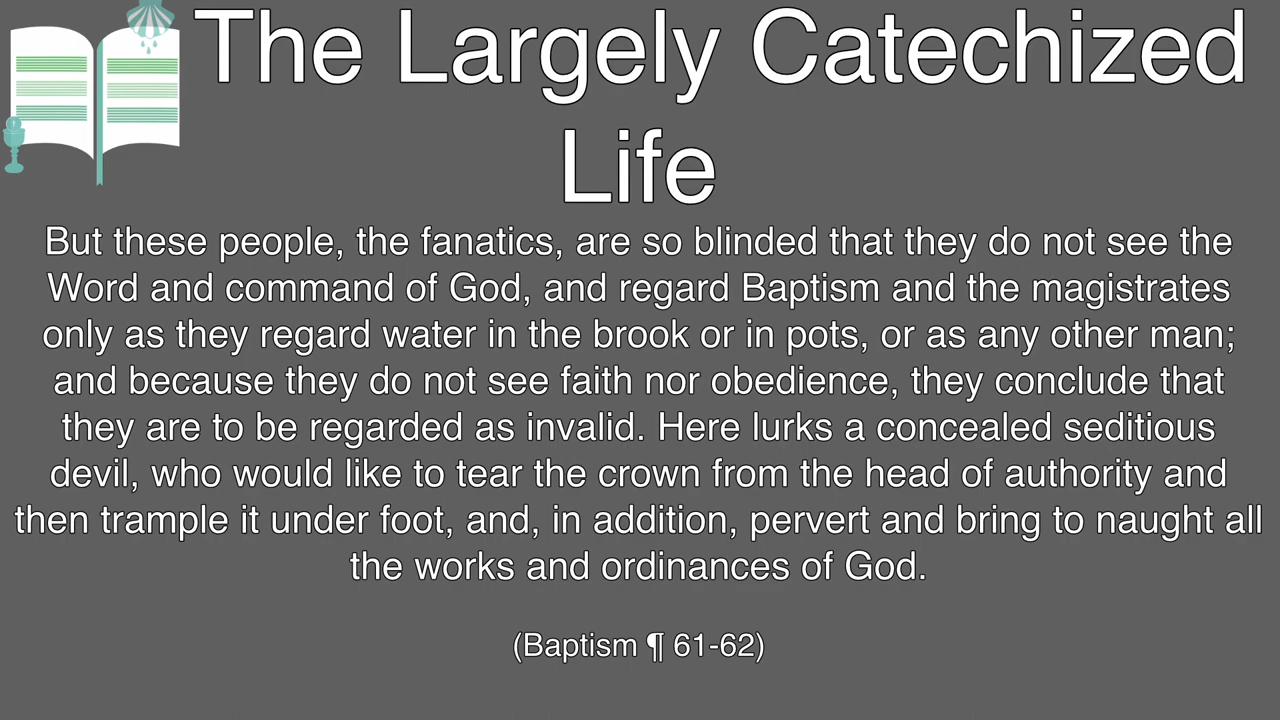 The Largely Catechized
Life
But these people, the fanatics, are so blinded that they do not see the
Word and command of God, and regard Baptism and the magistrates
only as they regard water in the brook or in pots, or as any other man;
and because they do not see faith nor obedience, they conclude that
they are to be regarded as invalid. Here lurks a concealed seditious
devil, who would like to tear the crown from the head of authority and
then trample it under foot, and, in addition, pervert and bring to naught all
the works and ordinances of God.
(Baptism ¶ 61-62)